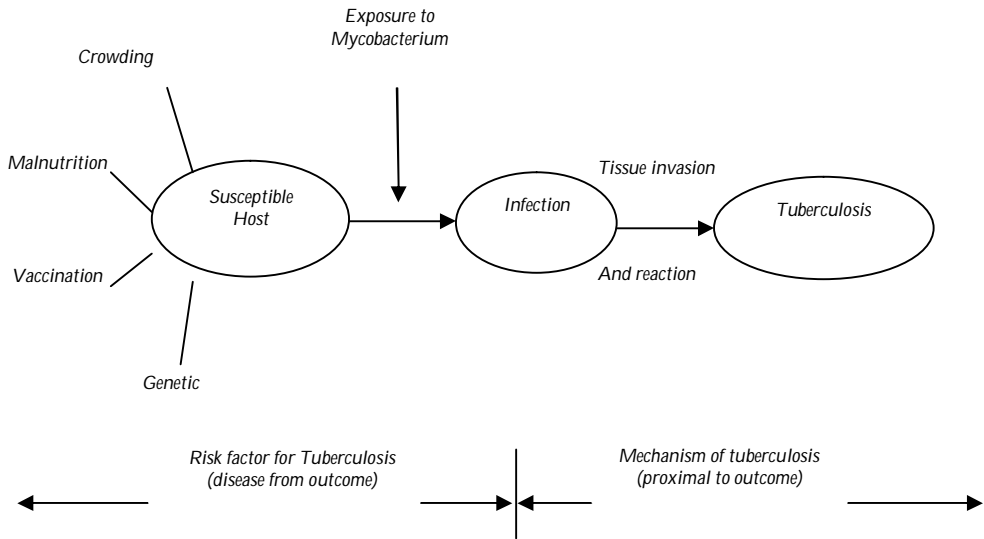 Exposure to
Mycobacterium
Crowding
Malnutrition
Vaccination
Genetic
Susceptible
Host
Infection
Tissue invasion
And reaction
Tuberculosis
Risk factor for Tuberculosis
(disease from outcome)
Mechanism of tuberculosis
(proximal to outcome)